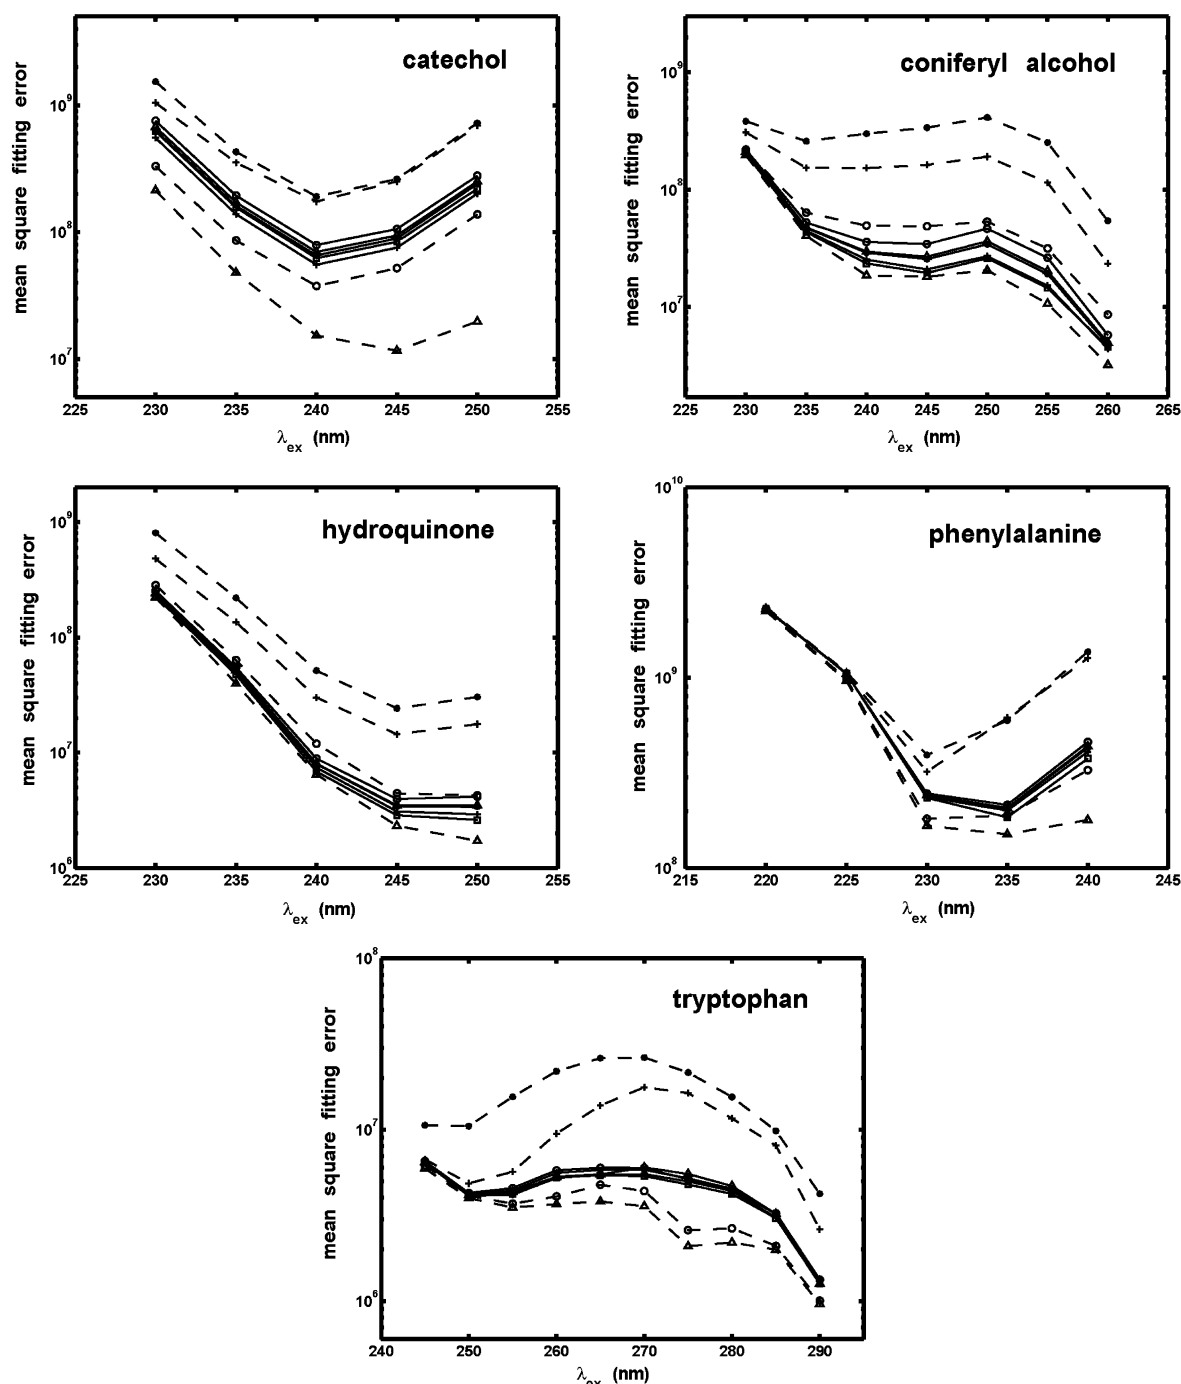 catechol
mean square fitting error
10^9
10^8
10^7
225 230 235 240 245 250 255
λex (nm)
coniferyl alcohol
mean square fitting error
10^9
10^8
10^7
225 230 235 240 245 250 255 260 265
λex (nm)
hydroquinone
mean square fitting error
10^9
10^8
10^7
10^6
225 230 235 240 245 250 255
λex (nm)
phenylalanine
mean square fitting error
10^10
10^9
10^8
215 220 225 230 235 240 245
λex (nm)
tryptophan
mean square fitting error
10^8
10^7
10^6
240 250 260 270 280 290
λex (nm)